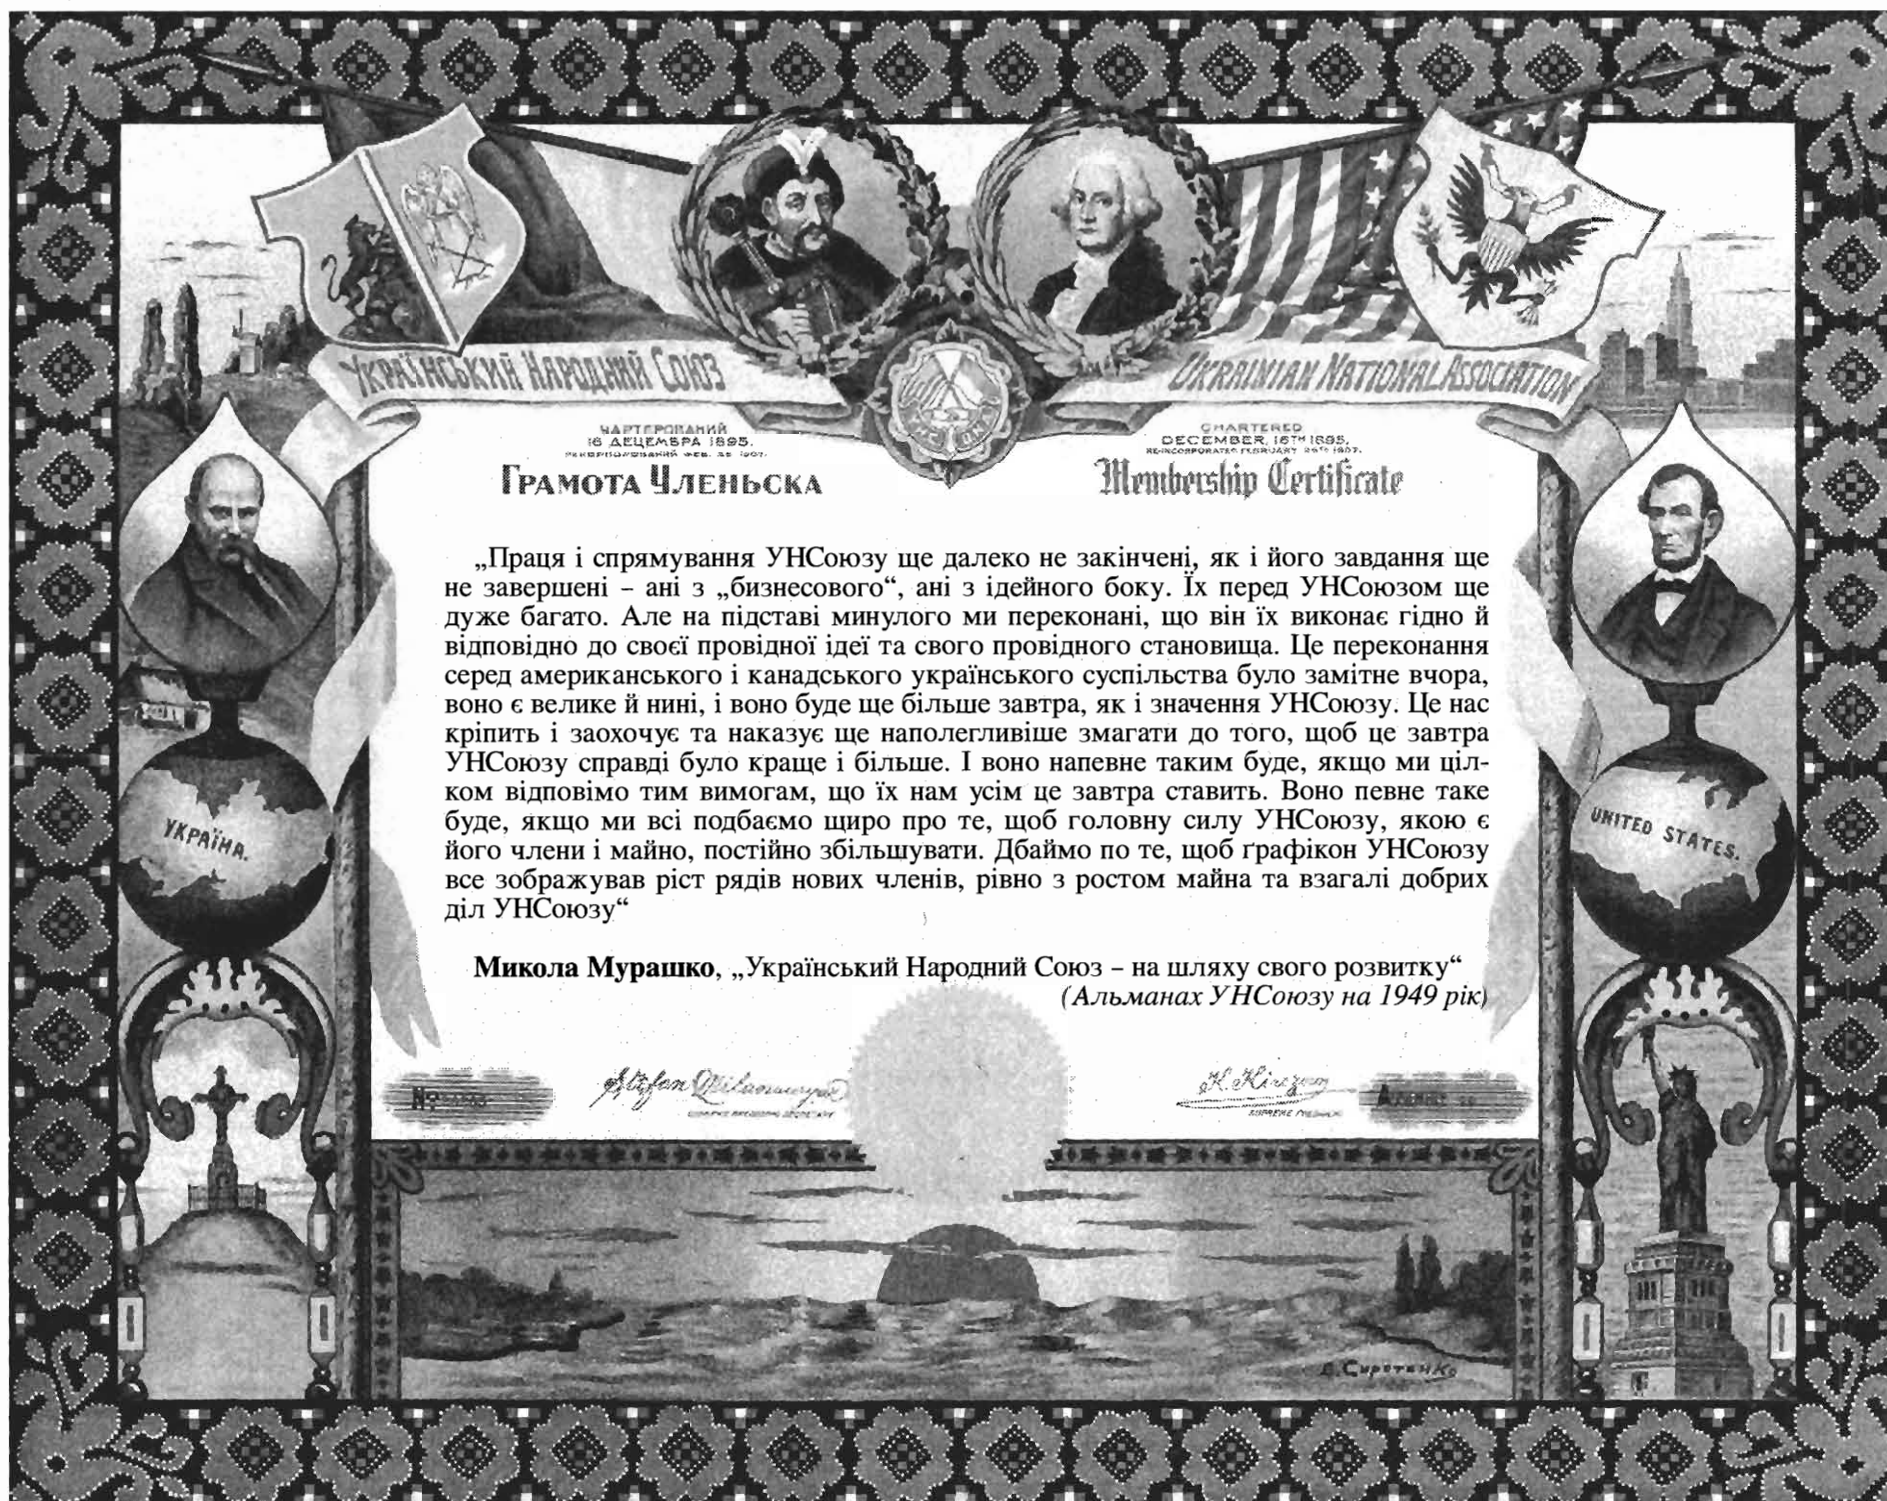 Український Народний Союз
Ukrainian National Association
ЧАРТЕРОВАНИЙ
16 ДЕЦЕМБРА 1895.
CHARTERED
DECEMBER, 16TH 1895.
REINCORPORATED FEBRUARY 25TH 1907.
ГРАМОТА ЧЛЕНЬСКА
Membership Certificate
„Праця і спрямування УНСоюзу ще далеко не закінчені, як і його завдання ще
не завершені – ані з „бизнесового“, ані з ідейного боку. Їх перед УНСоюзом ще
дуже багато. Але на підставі минулого ми переконані, що він їх виконає гідно й
відповідно до своєї провідної ідеї та свого провідного становища. Це переконання
серед американського і канадського українського суспільства було замітне вчора,
воно є велике й нині, і воно буде ще більше завтра, як і значення УНСоюзу. Це нас
кріпить і заохочує та наказує ще наполегливіше змагати до того, щоб це завтра
УНСоюзу справді було краще і більше. І воно напевне таким буде, якщо ми ціл-
ком відповімо тим вимогам, що їх нам усім це завтра ставить. Воно певне таке
буде, якщо ми всі подбаємо щиро про те, щоб головну силу УНСоюзу, якою є
його члени і майно, постійно збільшувати. Дбаймо по те, щоб ґрафікон УНСоюзу
все зображував ріст рядів нових членів, рівно з ростом майна та взагалі добрих
діл УНСоюзу“
Микола Мурашко, „Український Народний Союз – на шляху свого розвитку“
(Альманах УНСоюзу на 1949 рік)
УКРАЇНА.
UNITED STATES.
No
SUPREME PRESIDENT
Д. Сиротенко